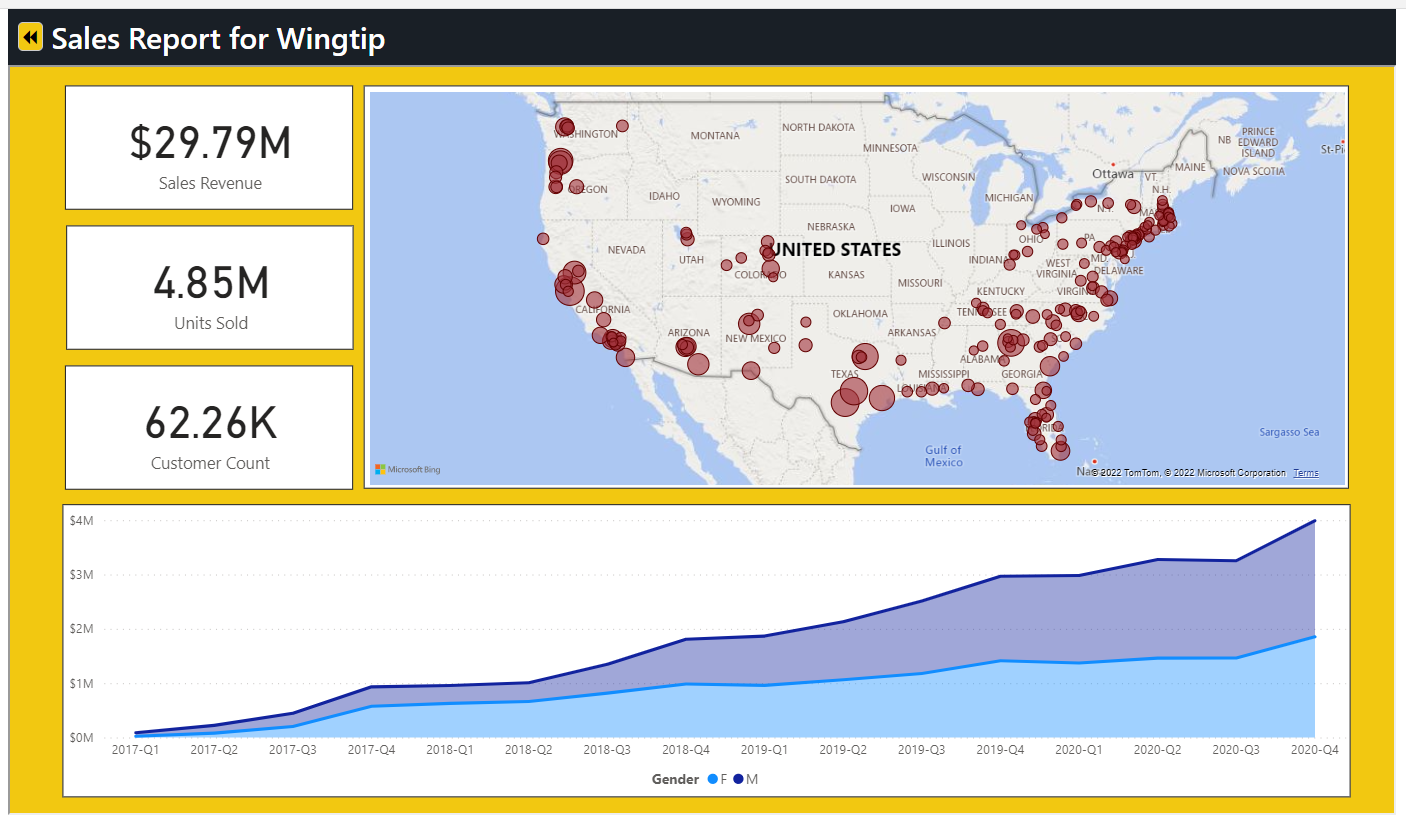 Sales Report for Wingtip
$29.79M
Sales Revenue
4.85M
Units Sold
62.26K
Customer Count
WASHINGTON
MONTANA
NORTH DAKOTA
MINNESOTA
NB
PRINCE
EDWARD
ISLAND
St-Pi
Ottawa
MAINE
NOVA SCOTIA
VT.
N.H.
OREGON
IDAHO
SOUTH DAKOTA
WISCONSIN
MICHIGAN
WYOMING
IOWA
N.Y.
MA
NEBRASKA
NEVADA
UTAH
UNITED STATES
ILLINOIS
INDIANA
OHIO
PA
MD
DELAWARE
COLORADO
KANSAS
MISSOURI
WEST
VIRGINIA
KENTUCKY
VIRGINIA
CALIFORNIA
OKLAHOMA
TENNESSEE
ARIZONA
NEW MEXICO
ARKANSAS
ALABAMA
TEXAS
MISSISSIPPI
GEORGIA
LOUISIANA
FLORIDA
Gulf of
Mexico
Sargasso Sea
Microsoft Bing
© 2022 TomTom, © 2022 Microsoft Corporation Terms
$4M
$3M
$2M
$1M
$0M
2017-Q1 2017-Q2 2017-Q3 2017-Q4 2018-Q1 2018-Q2 2018-Q3 2018-Q4 2019-Q1 2019-Q2 2019-Q3 2019-Q4 2020-Q1 2020-Q2 2020-Q3 2020-Q4
Gender F M